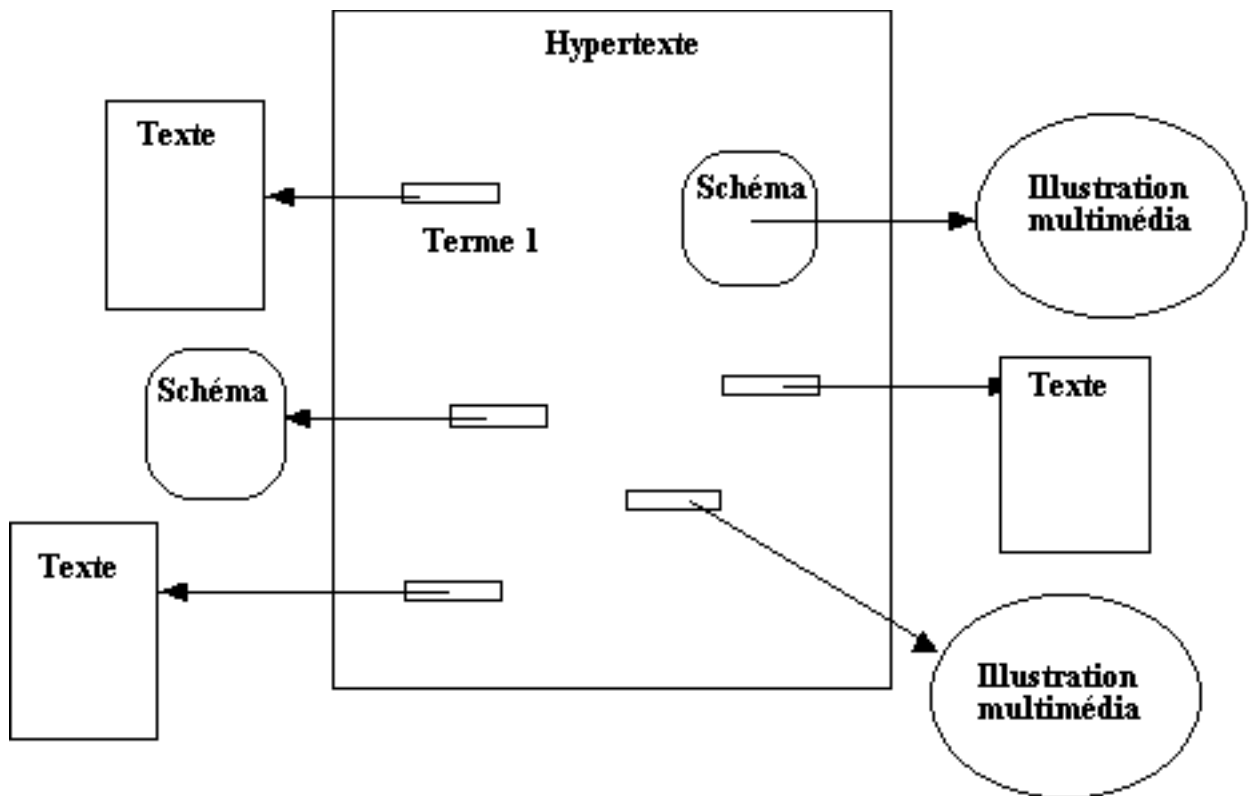 Hypertexte
Texte
Schéma
Illustration
multimédia
Terme 1
Schéma
Texte
Texte
Illustration
multimédia